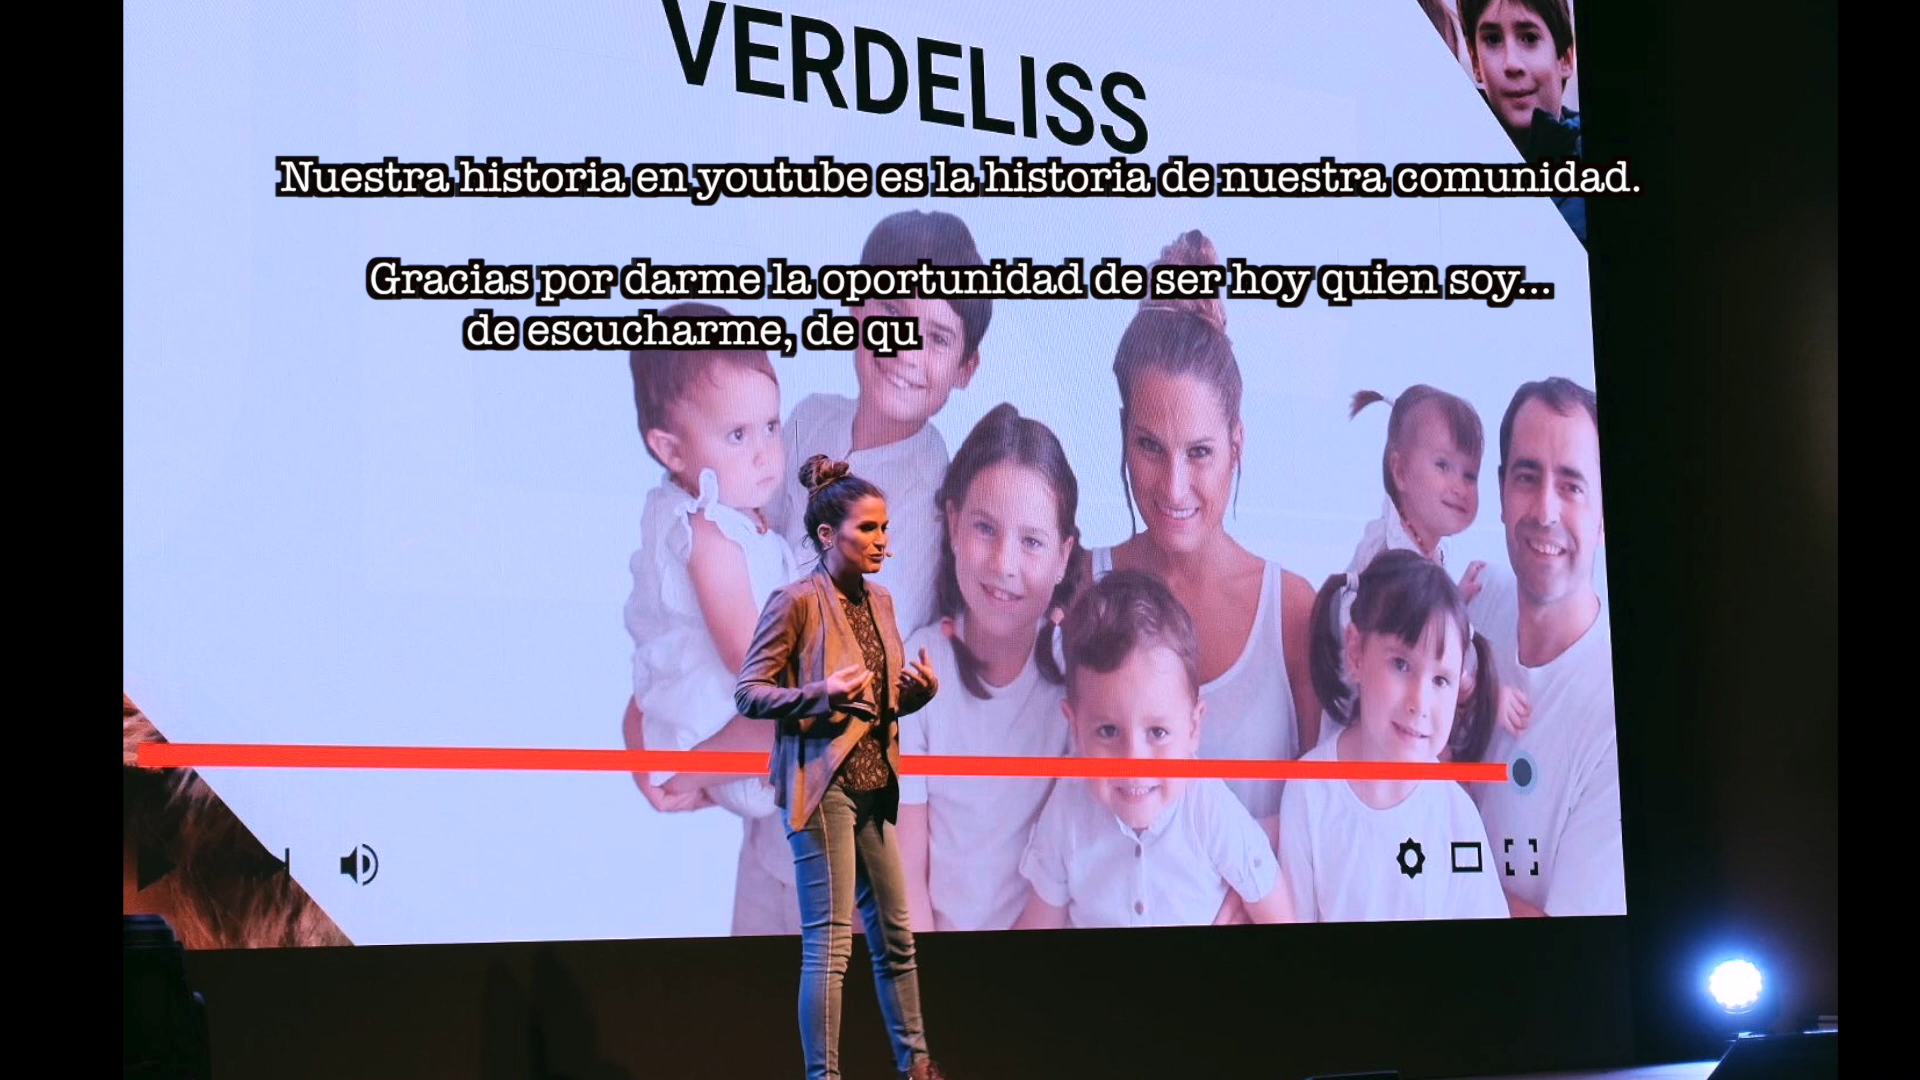 VERDELISS
Nuestra historia en youtube es la historia de nuestra comunidad.
Gracias por darme la oportunidad de ser hoy quien soy...
de escucharme, de qu